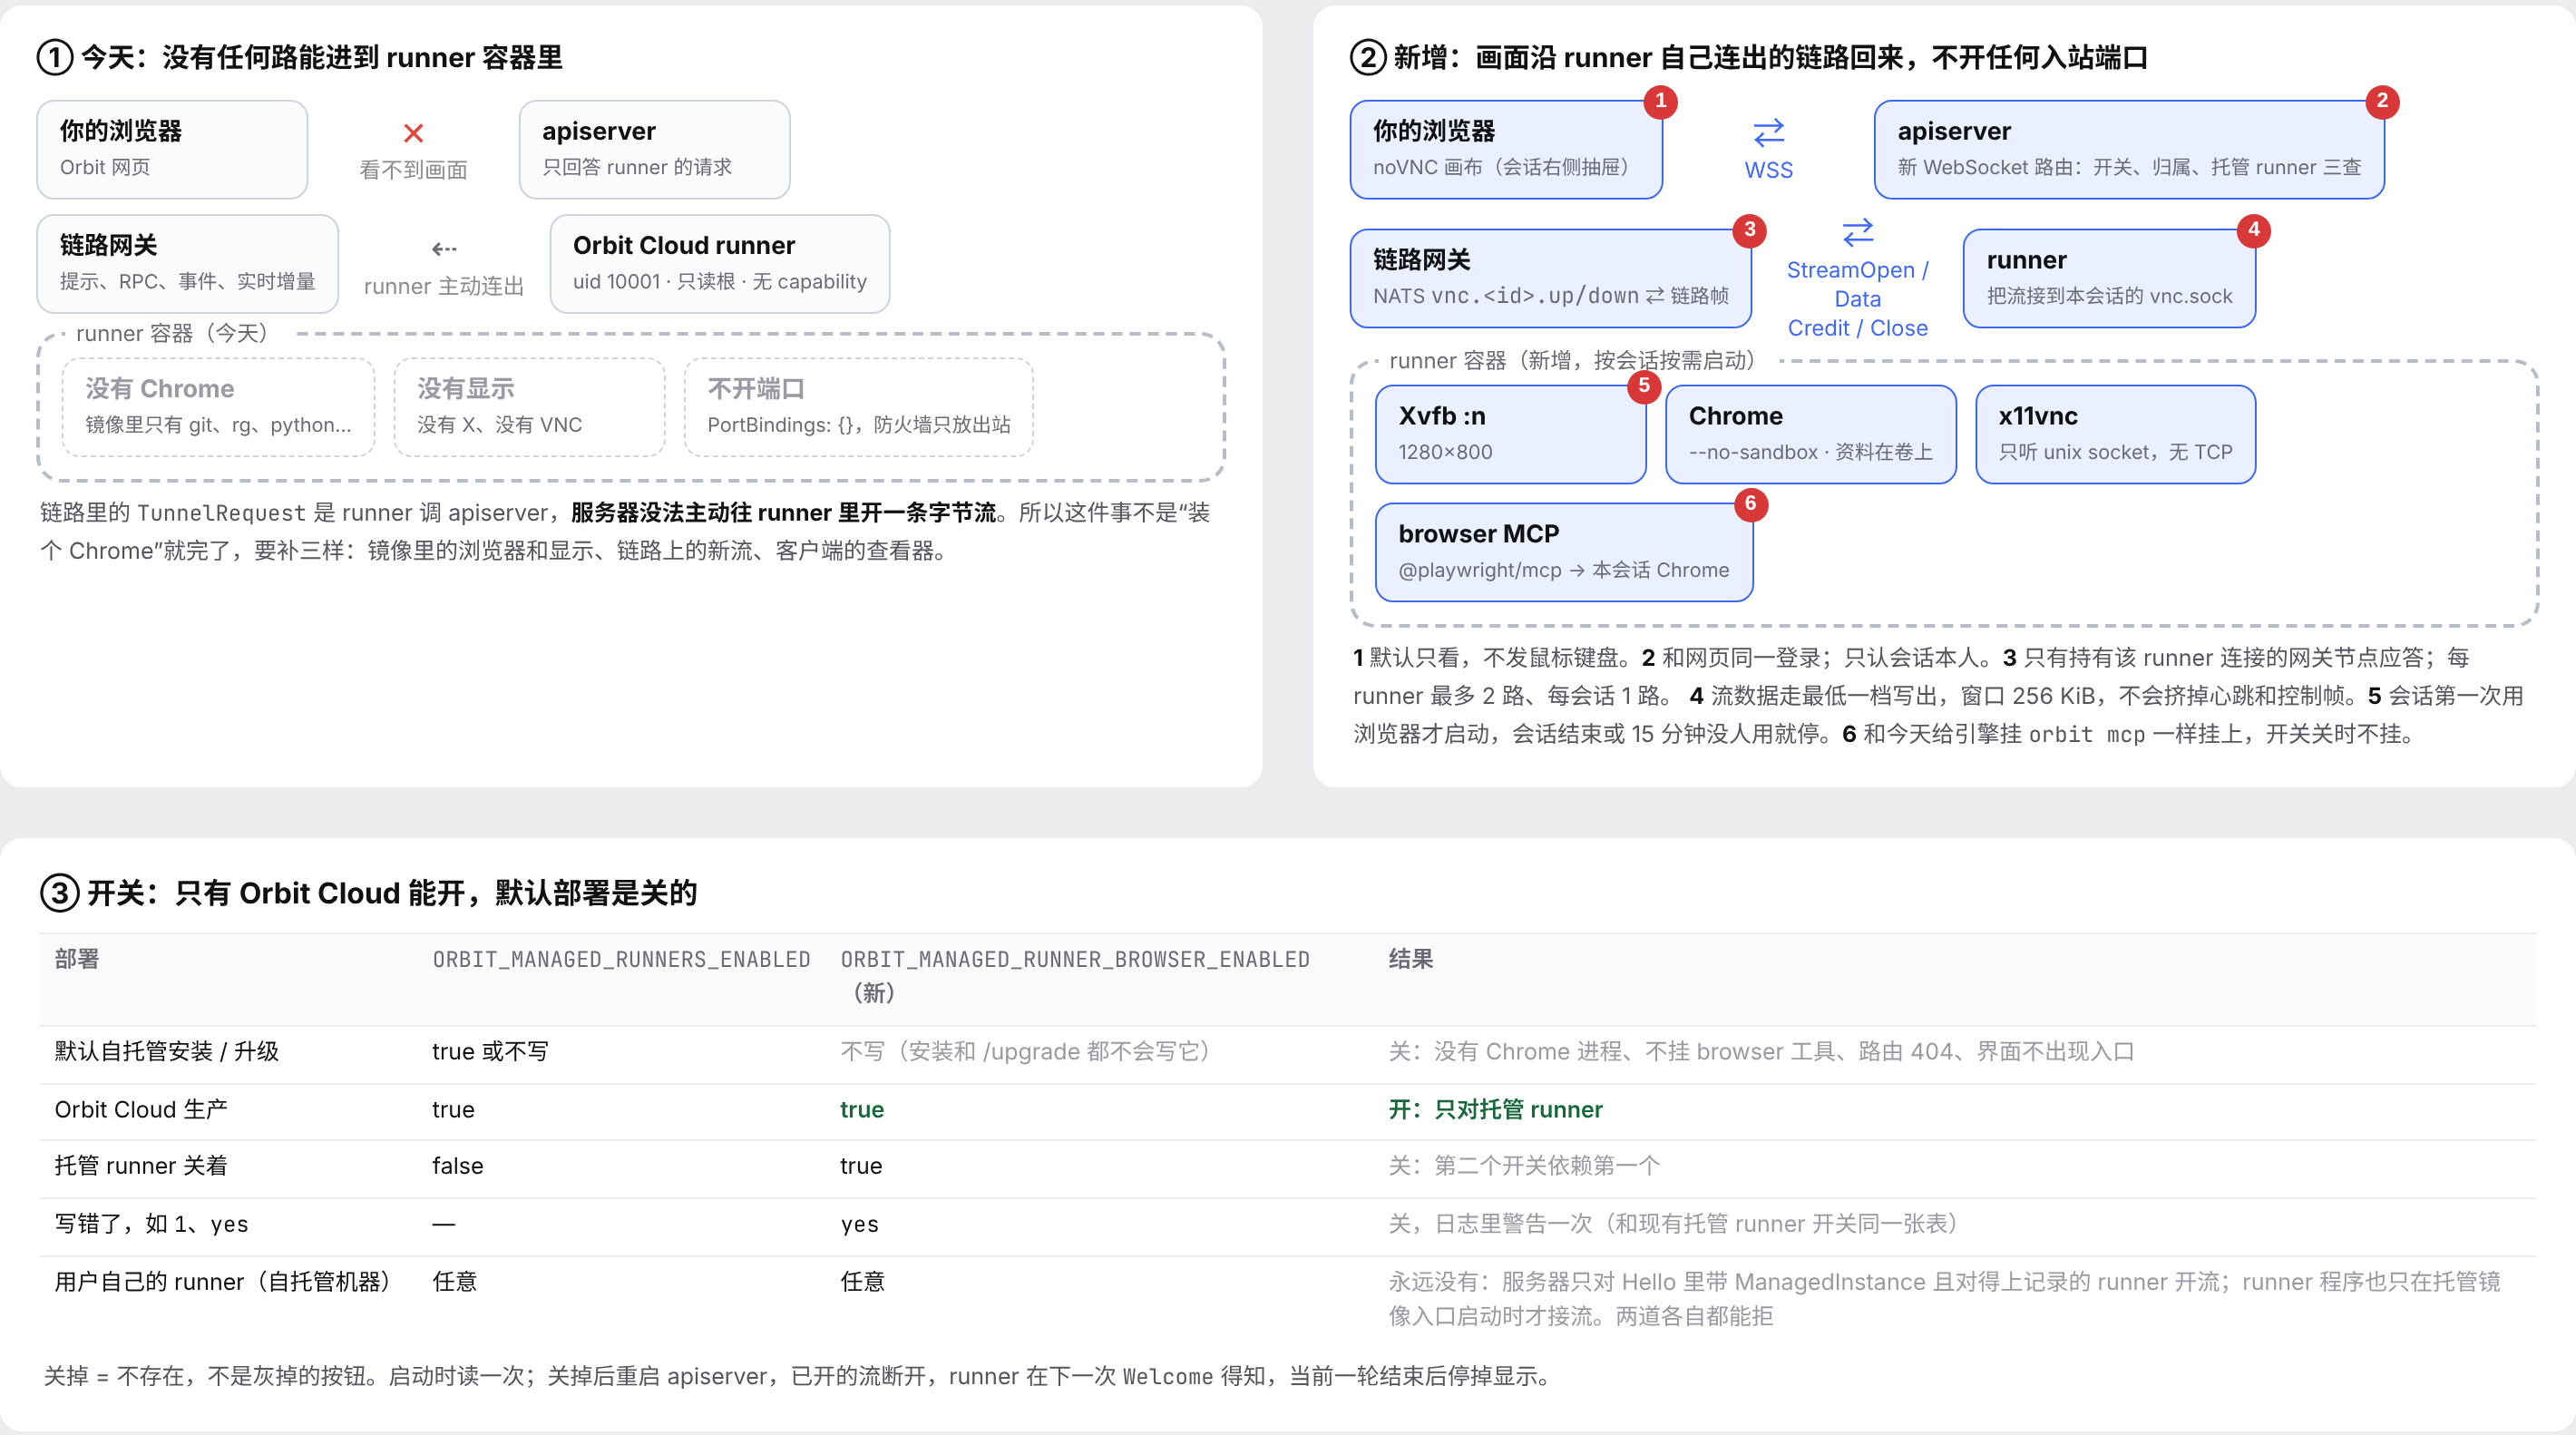 ① 今天：没有任何路能进到 runner 容器里
你的浏览器
Orbit 网页
✕
看不到画面
apiserver
只回答 runner 的请求
链路网关
提示、RPC、事件、实时增量
⇠
runner 主动连出
Orbit Cloud runner
uid 10001 · 只读根 · 无 capability
runner 容器（今天）
没有 Chrome
镜像里只有 git、rg、python…
没有显示
没有 X、没有 VNC
不开端口
PortBindings: {}，防火墙只放出站
链路里的 TunnelRequest 是 runner 调 apiserver，服务器没法主动往 runner 里开一条字节流。所以这件事不是“装
个 Chrome”就完了，要补三样：镜像里的浏览器和显示、链路上的新流、客户端的查看器。
② 新增：画面沿 runner 自己连出的链路回来，不开任何入站端口
1
你的浏览器
noVNC 画布（会话右侧抽屉）
⇄
WSS
2
apiserver
新 WebSocket 路由：开关、归属、托管 runner 三查
3
链路网关
NATS vnc.<id>.up/down ⇄ 链路帧
⇄
StreamOpen /
Data
Credit / Close
4
runner
把流接到本会话的 vnc.sock
runner 容器（新增，按会话按需启动）
5
Xvfb :n
1280×800
Chrome
--no-sandbox · 资料在卷上
x11vnc
只听 unix socket，无 TCP
6
browser MCP
@playwright/mcp → 本会话 Chrome
1 默认只看，不发鼠标键盘。2 和网页同一登录；只认会话本人。3 只有持有该 runner 连接的网关节点应答；每
runner 最多 2 路、每会话 1 路。 4 流数据走最低一档写出，窗口 256 KiB，不会挤掉心跳和控制帧。5 会话第一次用
浏览器才启动，会话结束或 15 分钟没人用就停。6 和今天给引擎挂 orbit mcp 一样挂上，开关关时不挂。
③ 开关：只有 Orbit Cloud 能开，默认部署是关的
部署 ORBIT_MANAGED_RUNNERS_ENABLED ORBIT_MANAGED_RUNNER_BROWSER_ENABLED 结果
（新）
默认自托管安装 / 升级 true 或不写 不写（安装和 /upgrade 都不会写它） 关：没有 Chrome 进程、不挂 browser 工具、路由 404、界面不出现入口
Orbit Cloud 生产 true true 开：只对托管 runner
托管 runner 关着 false true 关：第二个开关依赖第一个
写错了，如 1、yes — yes 关，日志里警告一次（和现有托管 runner 开关同一张表）
用户自己的 runner（自托管机器） 任意 任意 永远没有：服务器只对 Hello 里带 ManagedInstance 且对得上记录的 runner 开流；runner 程序也只在托管镜
像入口启动时才接流。两道各自都能拒
关掉 = 不存在，不是灰掉的按钮。启动时读一次；关掉后重启 apiserver，已开的流断开，runner 在下一次 Welcome 得知，当前一轮结束后停掉显示。